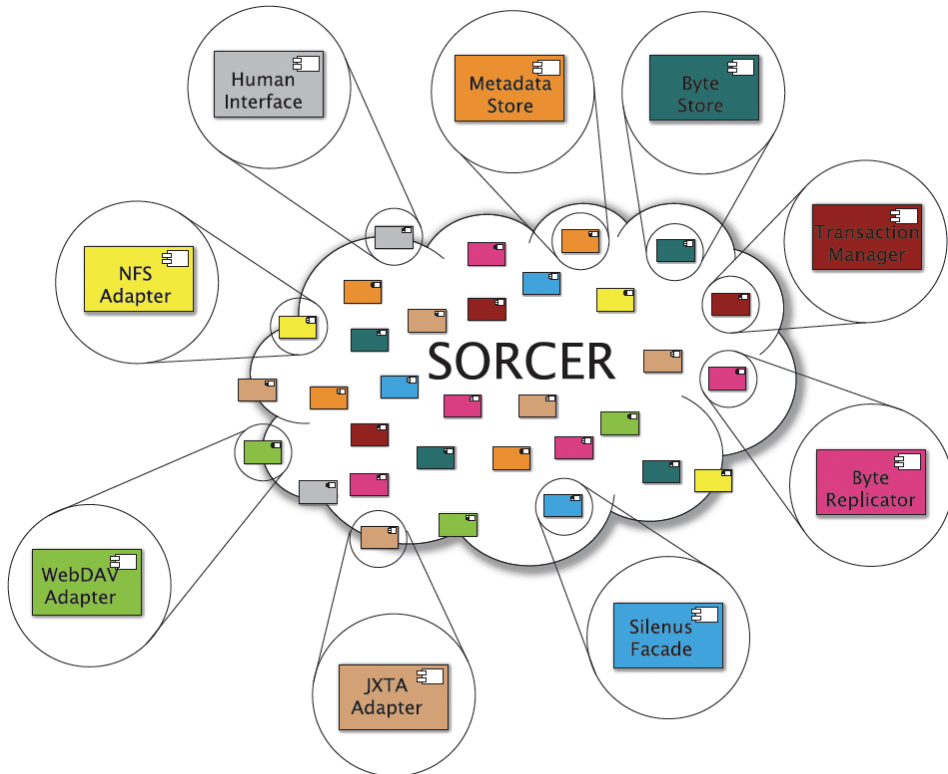 Human
Interface
Metadata
Store
Byte
Store
Transaction
Manager
NFS
Adapter
SORCER
Byte
Replicator
WebDAV
Adapter
Silenus
Facade
JXTA
Adapter